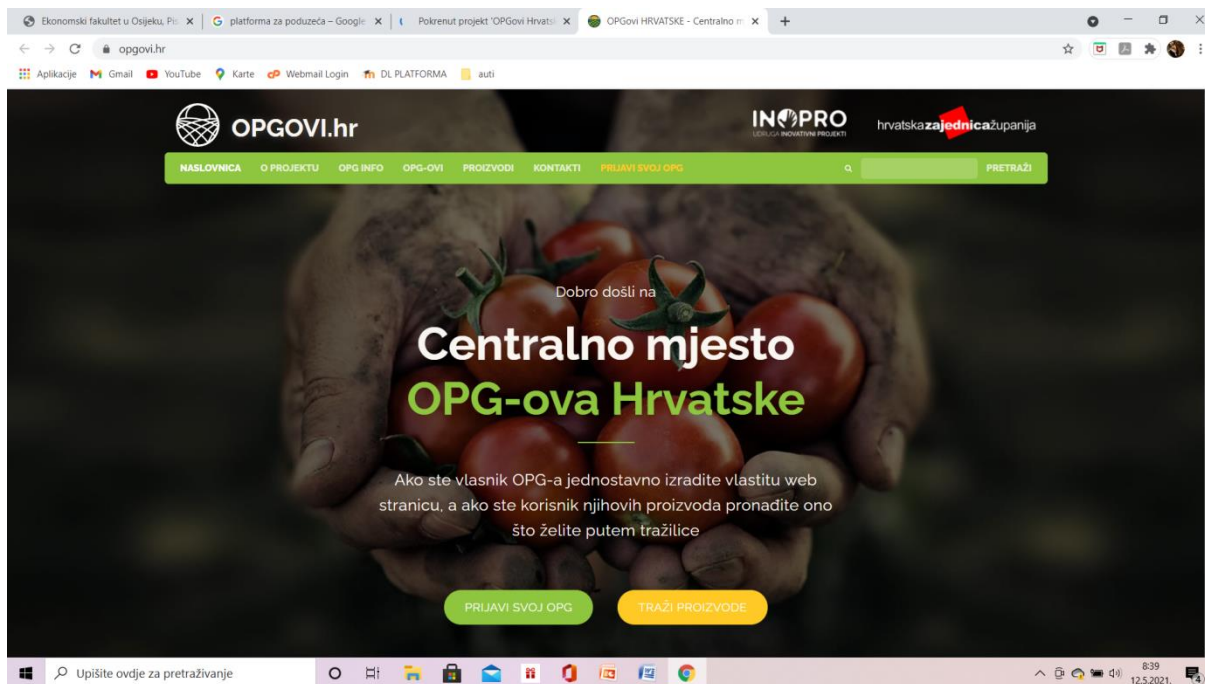 Ekonomski fakultet u Osijeku, Pis
platforma za poduzeća – Google
Pokrenut projekt 'OPGovi Hrvats
OPGovi HRVATSKE - Centralno m
opgovi.hr
Aplikacije Gmail YouTube Karte Webmail Login DL PLATFORMA auti
OPGOVI.hr
INOPRO
UDRUGA INOVATIVNI PROJEKTI
hrvatskazajednicažupanija
NASLOVNICA O PROJEKTU OPG INFO OPG-OVI PROIZVODI KONTAKTI PRIJAVI SVOJ OPG PRETRAŽI
Dobro došli na
Centralno mjesto
OPG-ova Hrvatske
Ako ste vlasnik OPG-a jednostavno izradite vlastitu web
stranicu, a ako ste korisnik njihovih proizvoda pronađite ono
što želite putem tražilice
PRIJAVI SVOJ OPG TRAŽI PROIZVODE
Upišite ovdje za pretraživanje
8:39
12.5.2021.
4